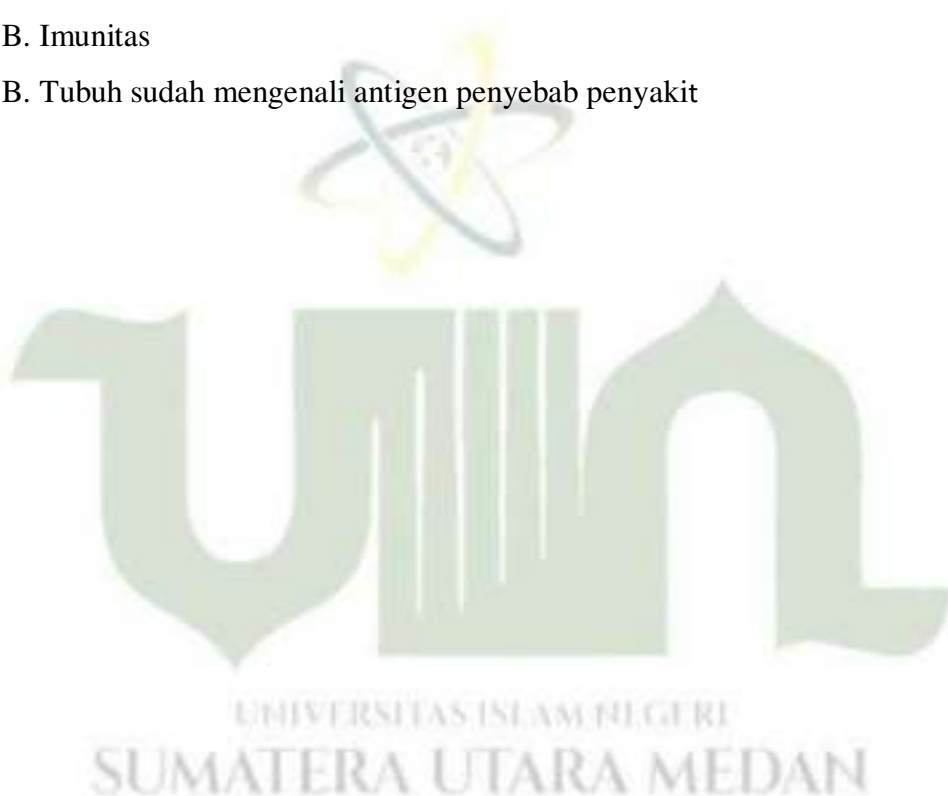 B. Imunitas
B. Tubuh sudah mengenali antigen penyebab penyakit
UNIVERSITAS ISLAM NEGERI
SUMATERA UTARA MEDAN